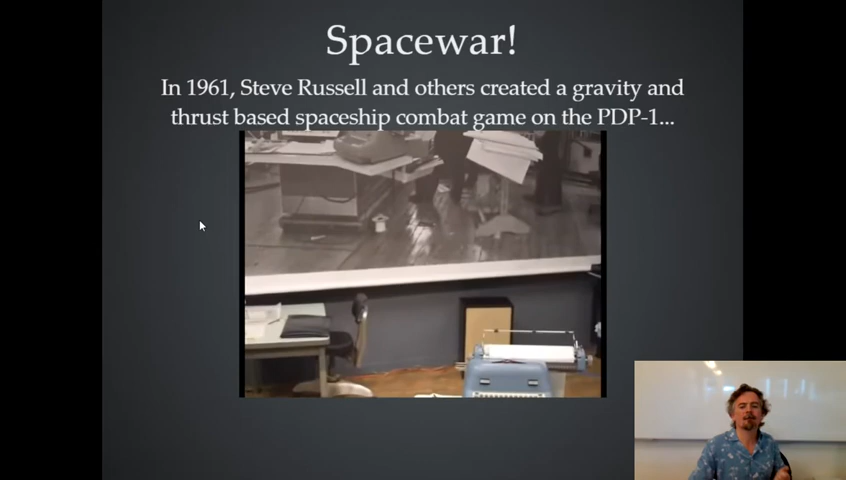 Spacewar!
In 1961, Steve Russell and others created a gravity and
thrust based spaceship combat game on the PDP-1...